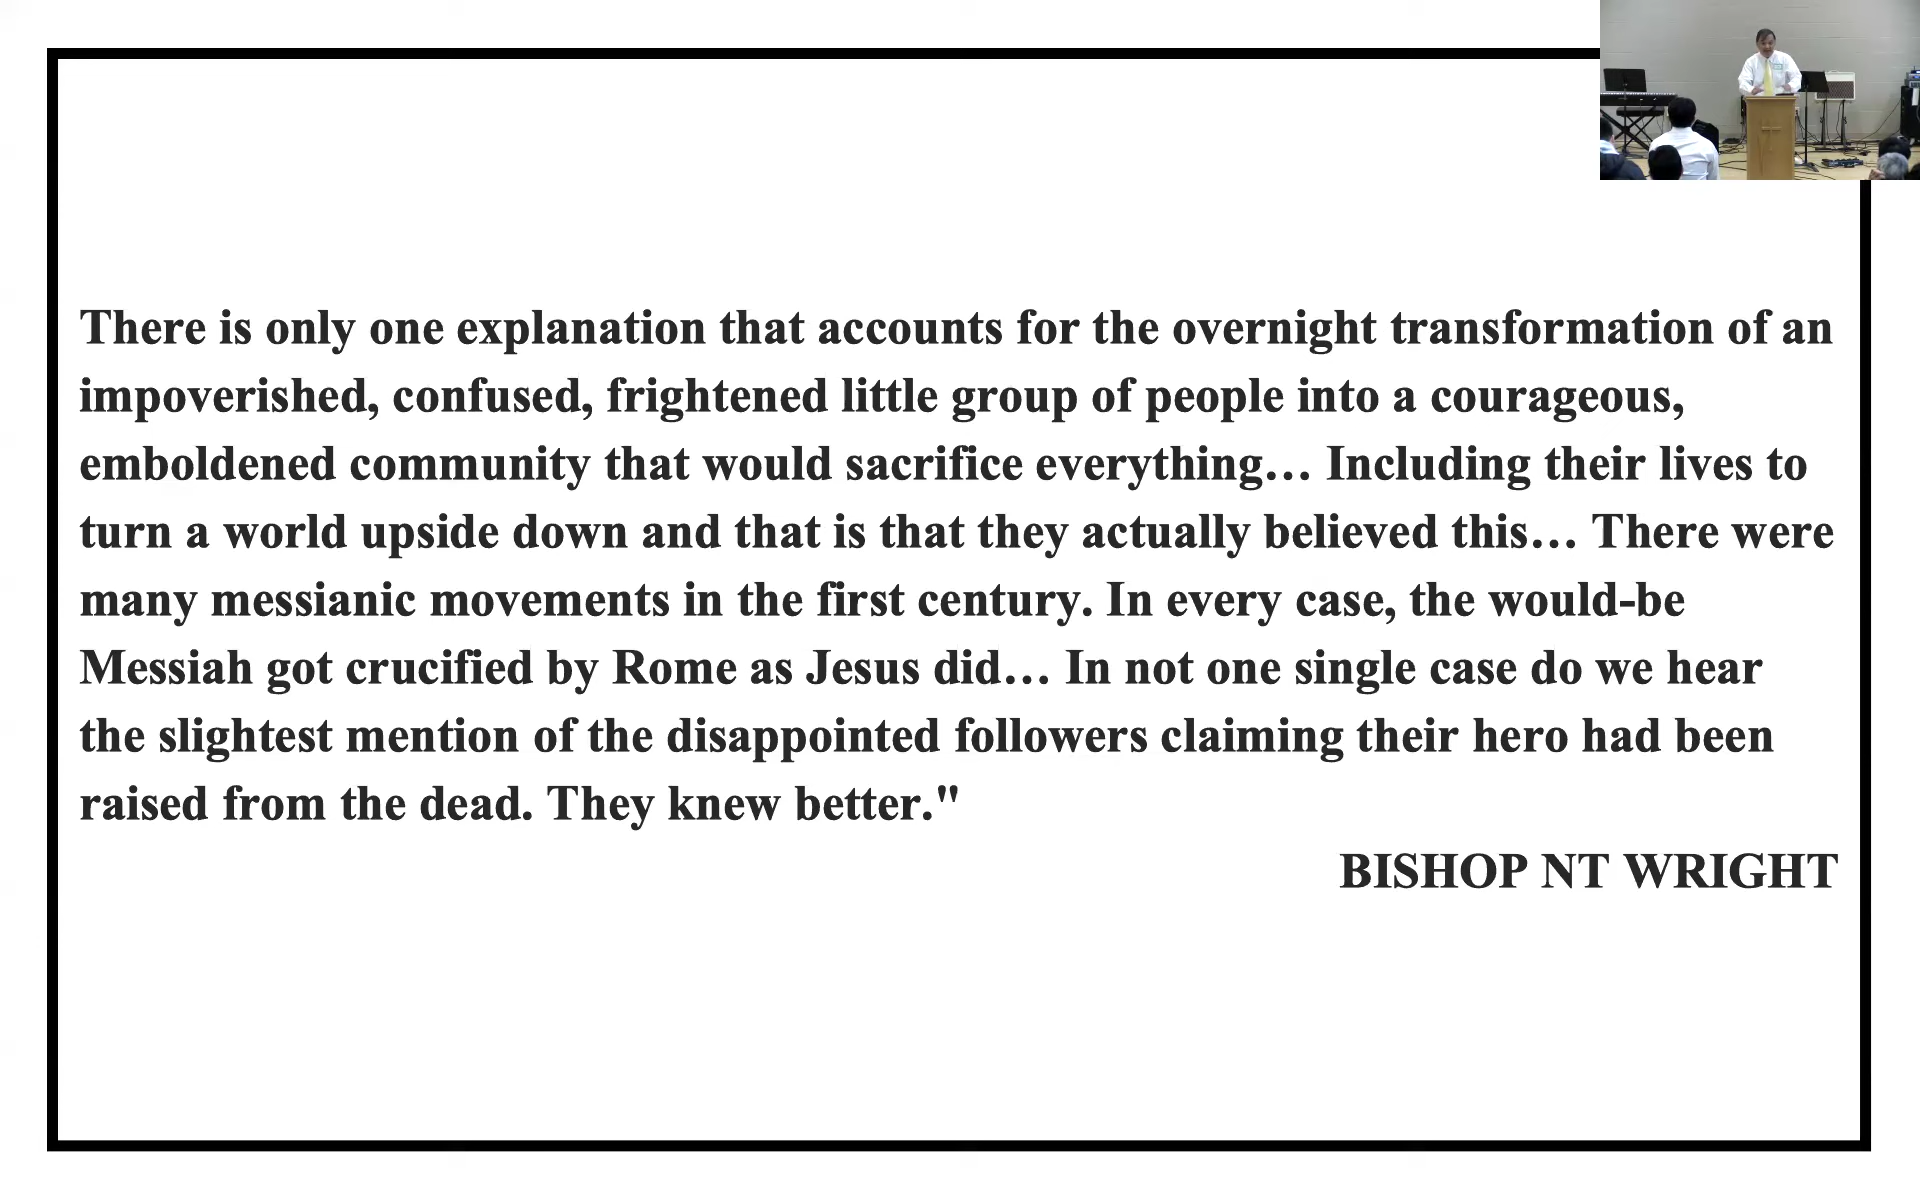 There is only one explanation that accounts for the overnight transformation of an
impoverished, confused, frightened little group of people into a courageous,
emboldened community that would sacrifice everything… Including their lives to
turn a world upside down and that is that they actually believed this… There were
many messianic movements in the first century. In every case, the would-be
Messiah got crucified by Rome as Jesus did… In not one single case do we hear
the slightest mention of the disappointed followers claiming their hero had been
raised from the dead. They knew better."
BISHOP NT WRIGHT